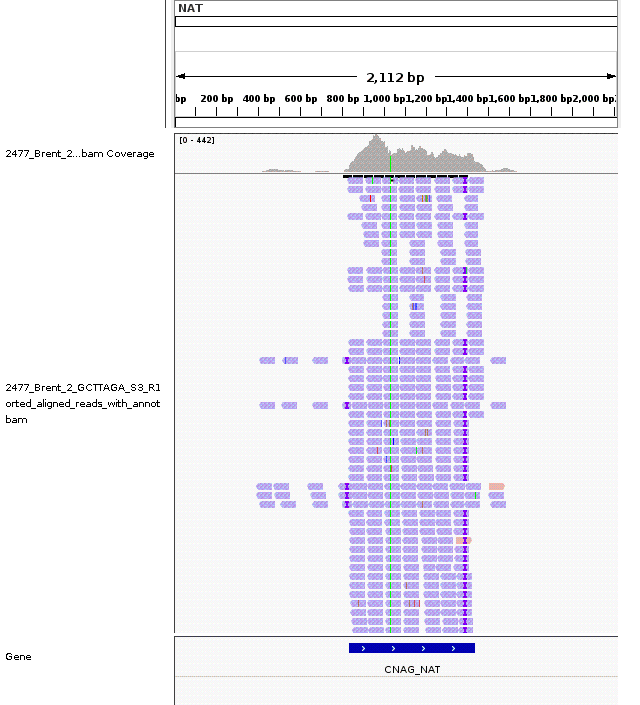 NAT
2,112 bp
bp 200 bp 400 bp 600 bp 800 bp 1,000 bp 1,200 bp 1,400 bp 1,600 bp 1,800 bp 2,000 bp
[0 - 442]
2477_Brent_2...bam Coverage
2477_Brent_2_GCTTAGA_S3_R1
orted_aligned_reads_with_annot
bam
Gene
CNAG_NAT